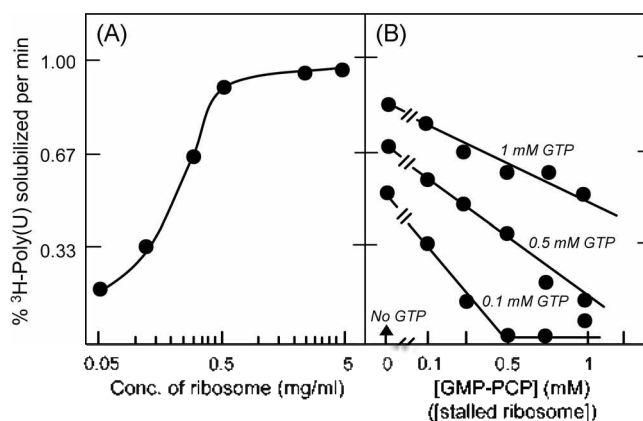 (A)
(B)
% ³H-Poly(U) solubilized per min
1.00
0.67
0.33
0.05
0.5
5
Conc. of ribosome (mg/ml)
1 mM GTP
0.5 mM GTP
0.1 mM GTP
No GTP
0
0.1
0.5
1
[GMP-PCP] (mM)
([stalled ribosome])